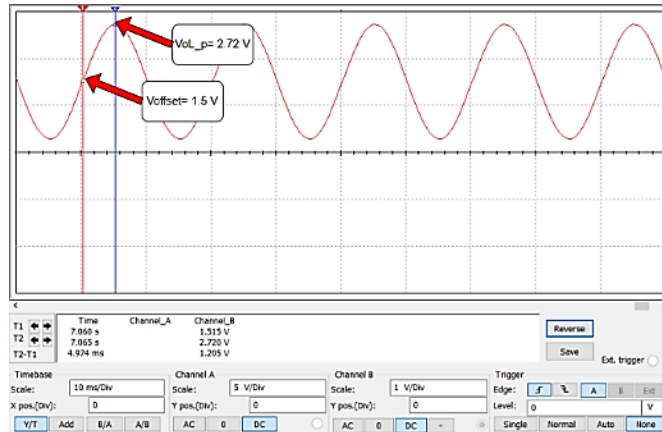 VoL_p= 2.72 V
Voffset= 1.5 V
Time Channel_A Channel_B
T1 7.060 s 1.515 V
T2 7.065 s 2.720 V
T2-T1 4.974 ms 1.205 V
Reverse
Save
Ext. trigger
Timebase
Scale: 10 ms/Div
X pos.(Div): 0
Y/T Add B/A A/B
Channel A
Scale: 5 V/Div
Y pos.(Div): 0
AC 0 DC
Channel B
Scale: 1 V/Div
Y pos.(Div): 0
AC 0 DC -
Trigger
Edge: A B Ext
Level: 0 V
Single Normal Auto None